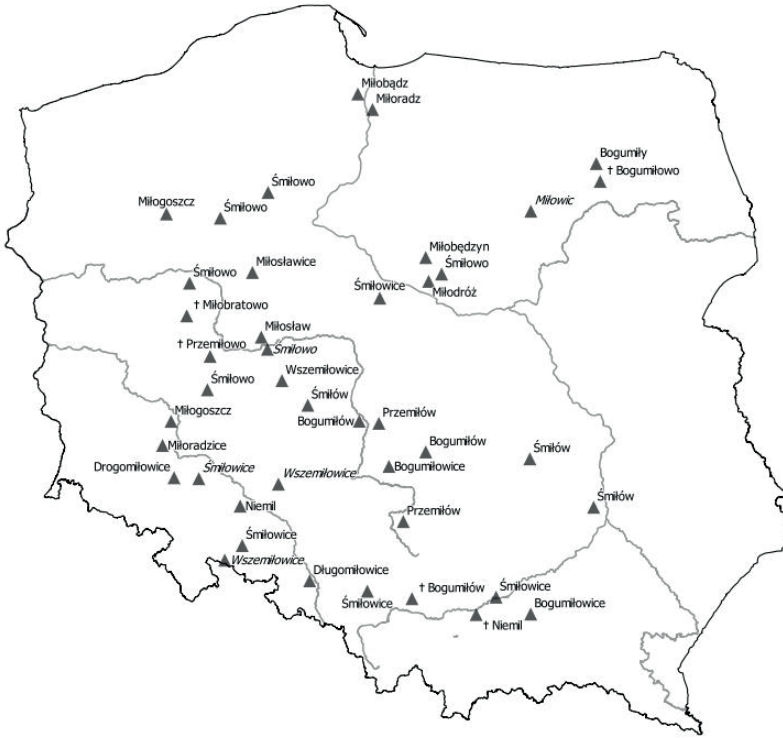 Miłobądz
Miłoradz
Bogumiły
† Bogumiłowo
Śmiłowo
Miłogoszcz
Śmiłowo
Miłowic
Miłobędzyn
Śmiłowo
Miłodróż
Miłosławice
Śmiłowo
Śmiłowice
† Miłobratowo
Miłosław
Śmiłowo
† Przemiłowo
Wszemiłowice
Śmiłowo
Śmiłów
Miłogoszcz
Bogumiłów
Przemiłów
Miłoradzice
Bogumiłów
Śmiłów
Drogomiłowice
Śmiłowice
Wszemiłowice
Bogumiłowice
Niemil
Przemiłów
Śmiłów
Śmiłowice
Wszemiłowice
Długomiłowice
Śmiłowice
† Bogumiłów
Śmiłowice
Bogumiłowice
† Niemil